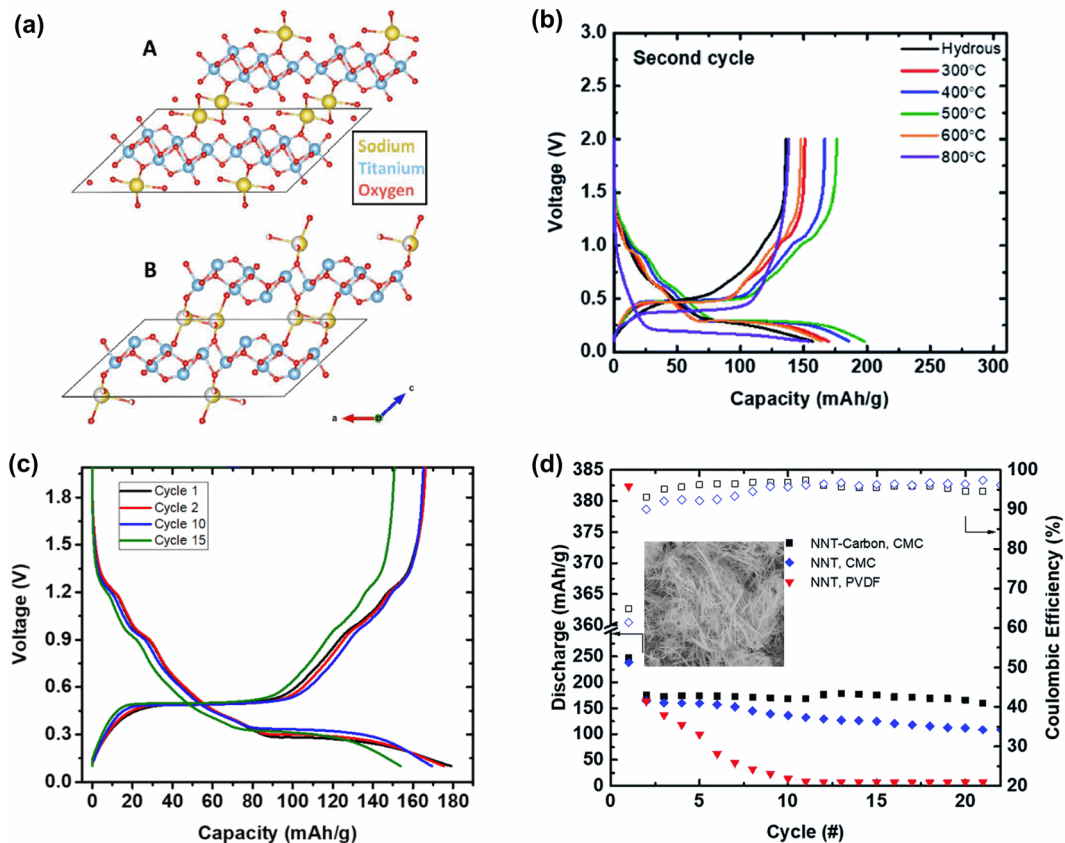 (a)
A
Sodium
Titanium
Oxygen
B
a
b
c
(b)
Second cycle
Hydrous
300°C
400°C
500°C
600°C
800°C
3.0
2.5
2.0
1.5
1.0
0.5
0.0
Voltage (V)
0 50 100 150 200 250 300
Capacity (mAh/g)
(c)
Cycle 1
Cycle 2
Cycle 10
Cycle 15
1.8
1.5
1.2
0.9
0.6
0.3
0.0
Voltage (V)
0 20 40 60 80 100 120 140 160 180
Capacity (mAh/g)
(d)
385
380
375
370
365
360
250
200
150
100
50
0
Discharge (mAh/g)
NNT-Carbon, CMC
NNT, CMC
NNT, PVDF
100
90
80
70
60
50
40
30
20
Coulombic Efficiency (%)
0 5 10 15 20
Cycle (#)